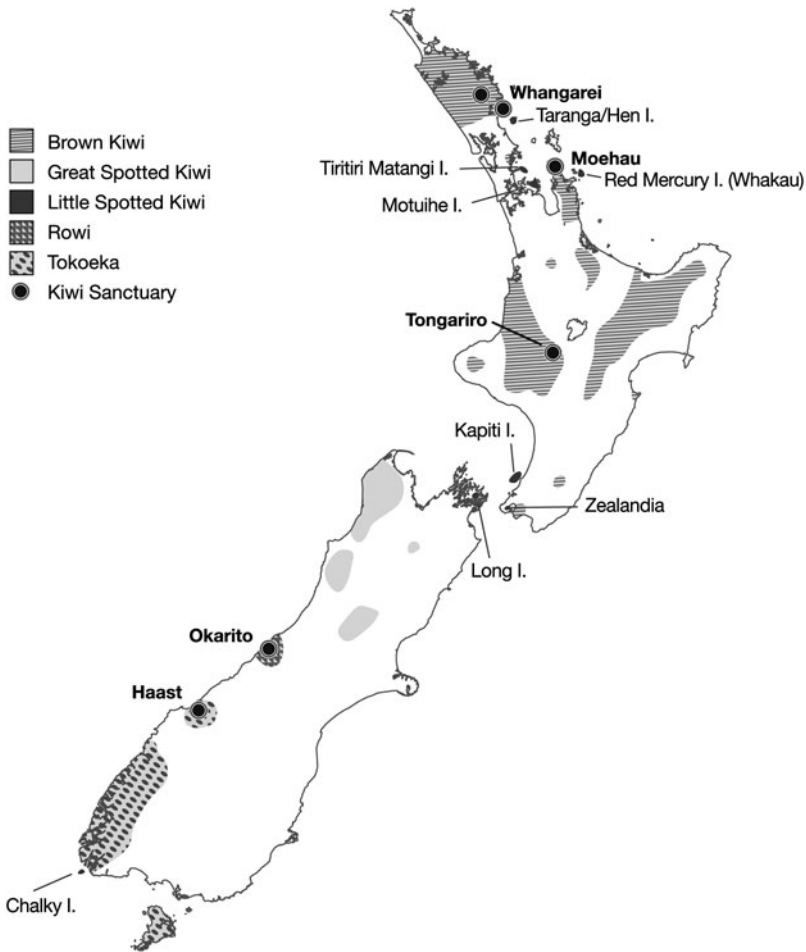 Whangarei
Taranga/Hen I.
Brown Kiwi
Great Spotted Kiwi
Little Spotted Kiwi
Rowi
Tokoeka
Kiwi Sanctuary
Tiritiri Matangi I.
Moehau
Red Mercury I. (Whakau)
Motuihe I.
Tongariro
Kapiti I.
Zealandia
Long I.
Okarito
Haast
Chalky I.